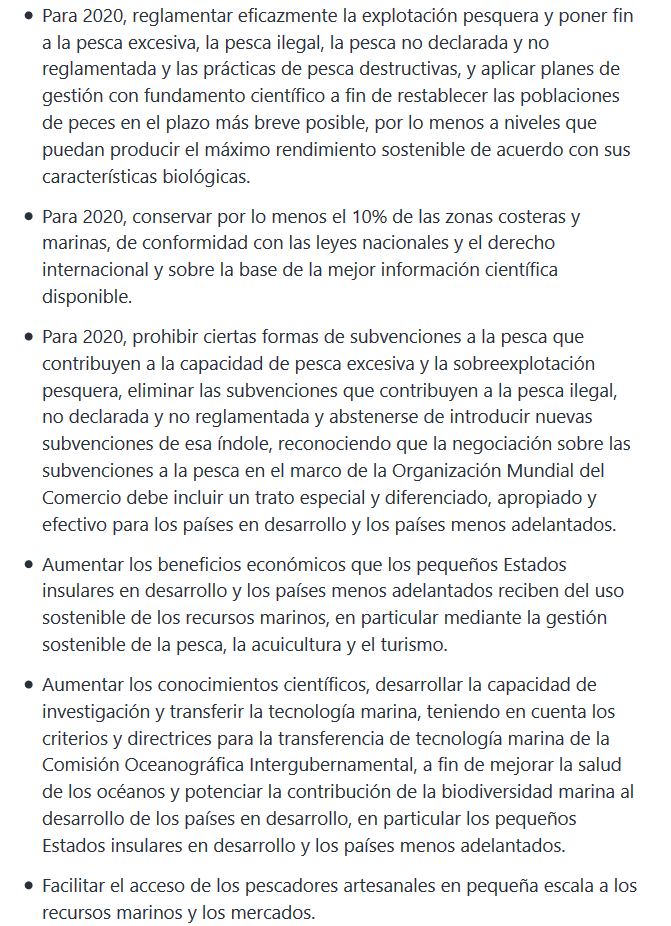 • Para 2020, reglamentar eficazmente la explotación pesquera y poner fin
a la pesca excesiva, la pesca ilegal, la pesca no declarada y no
reglamentada y las prácticas de pesca destructivas, y aplicar planes de
gestión con fundamento científico a fin de restablecer las poblaciones
de peces en el plazo más breve posible, por lo menos a niveles que
puedan producir el máximo rendimiento sostenible de acuerdo con sus
características biológicas.
• Para 2020, conservar por lo menos el 10% de las zonas costeras y
marinas, de conformidad con las leyes nacionales y el derecho
internacional y sobre la base de la mejor información científica
disponible.
• Para 2020, prohibir ciertas formas de subvenciones a la pesca que
contribuyen a la capacidad de pesca excesiva y la sobreexplotación
pesquera, eliminar las subvenciones que contribuyen a la pesca ilegal,
no declarada y no reglamentada y abstenerse de introducir nuevas
subvenciones de esa índole, reconociendo que la negociación sobre las
subvenciones a la pesca en el marco de la Organización Mundial del
Comercio debe incluir un trato especial y diferenciado, apropiado y
efectivo para los países en desarrollo y los países menos adelantados.
• Aumentar los beneficios económicos que los pequeños Estados
insulares en desarrollo y los países menos adelantados reciben del uso
sostenible de los recursos marinos, en particular mediante la gestión
sostenible de la pesca, la acuicultura y el turismo.
• Aumentar los conocimientos científicos, desarrollar la capacidad de
investigación y transferir la tecnología marina, teniendo en cuenta los
criterios y directrices para la transferencia de tecnología marina de la
Comisión Oceanográfica Intergubernamental, a fin de mejorar la salud
de los océanos y potenciar la contribución de la biodiversidad marina al
desarrollo de los países en desarrollo, en particular los pequeños
Estados insulares en desarrollo y los países menos adelantados.
• Facilitar el acceso de los pescadores artesanales en pequeña escala a los
recursos marinos y los mercados.